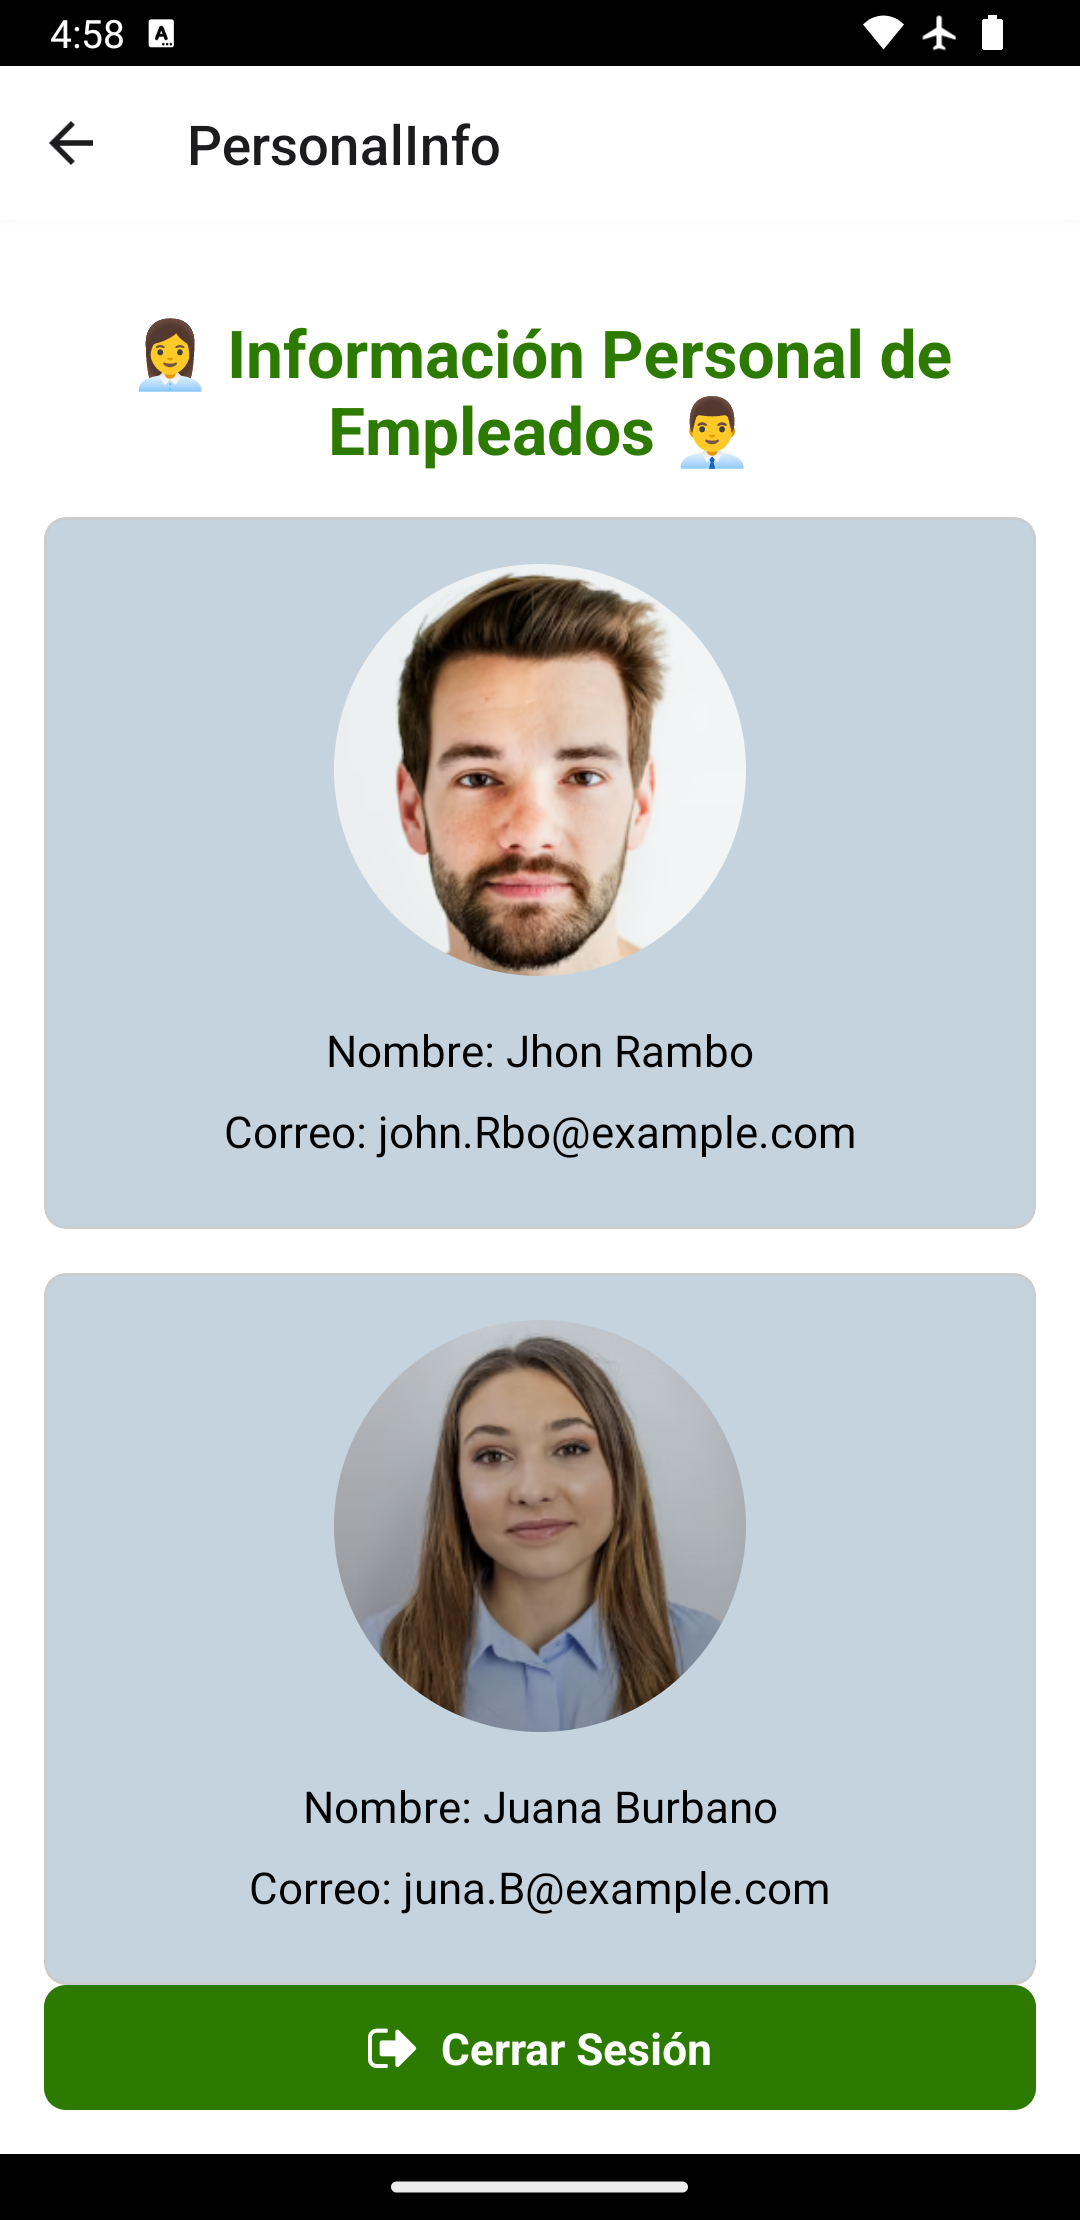 4:58
PersonalInfo
👩‍💼 Información Personal de
Empleados 👨‍💼
Nombre: Jhon Rambo
Correo: john.Rbo@example.com
Nombre: Juana Burbano
Correo: juna.B@example.com
Cerrar Sesión